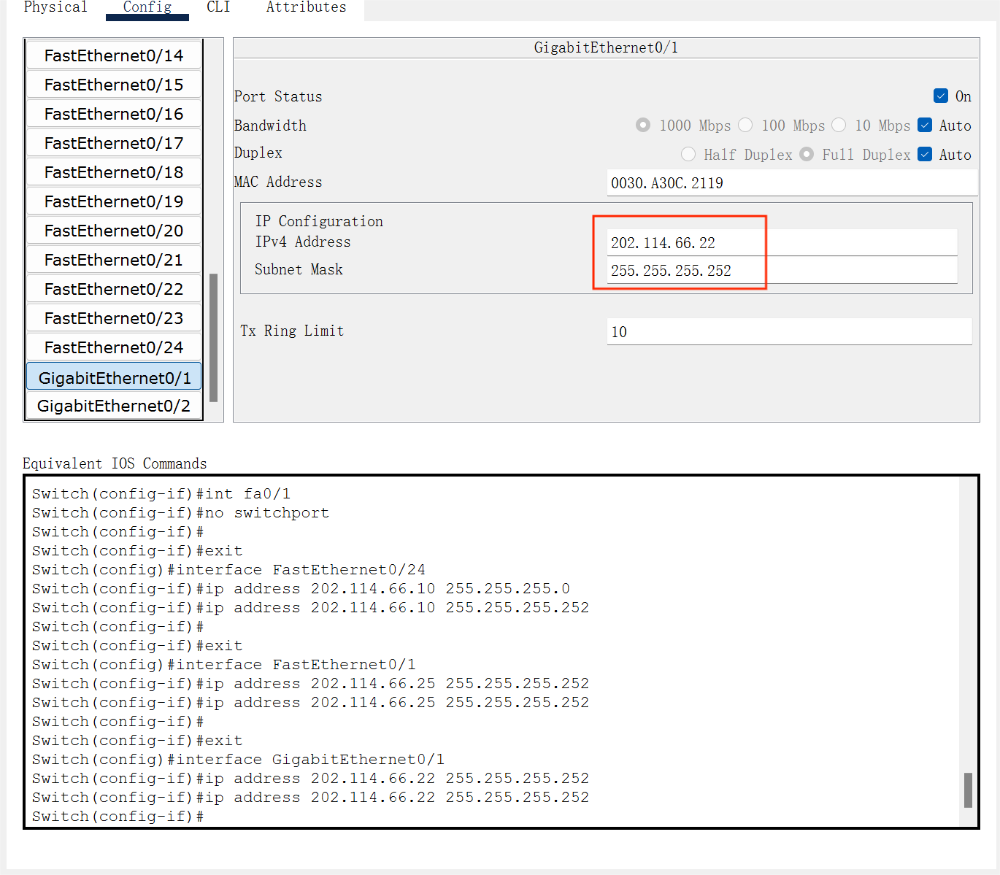 Physical Config CLI Attributes
FastEthernet0/14
FastEthernet0/15
FastEthernet0/16
FastEthernet0/17
FastEthernet0/18
FastEthernet0/19
FastEthernet0/20
FastEthernet0/21
FastEthernet0/22
FastEthernet0/23
FastEthernet0/24
GigabitEthernet0/1
GigabitEthernet0/2
GigabitEthernet0/1
Port Status On
Bandwidth 1000 Mbps 100 Mbps 10 Mbps Auto
Duplex Half Duplex Full Duplex Auto
MAC Address 0030.A30C.2119
IP Configuration
IPv4 Address 202.114.66.22
Subnet Mask 255.255.255.252
Tx Ring Limit 10
Equivalent IOS Commands
Switch(config-if)#int fa0/1
Switch(config-if)#no switchport
Switch(config-if)#
Switch(config-if)#exit
Switch(config)#interface FastEthernet0/24
Switch(config-if)#ip address 202.114.66.10 255.255.255.0
Switch(config-if)#ip address 202.114.66.10 255.255.255.252
Switch(config-if)#
Switch(config-if)#exit
Switch(config)#interface FastEthernet0/1
Switch(config-if)#ip address 202.114.66.25 255.255.255.252
Switch(config-if)#ip address 202.114.66.25 255.255.255.252
Switch(config-if)#
Switch(config-if)#exit
Switch(config)#interface GigabitEthernet0/1
Switch(config-if)#ip address 202.114.66.22 255.255.255.252
Switch(config-if)#ip address 202.114.66.22 255.255.255.252
Switch(config-if)#